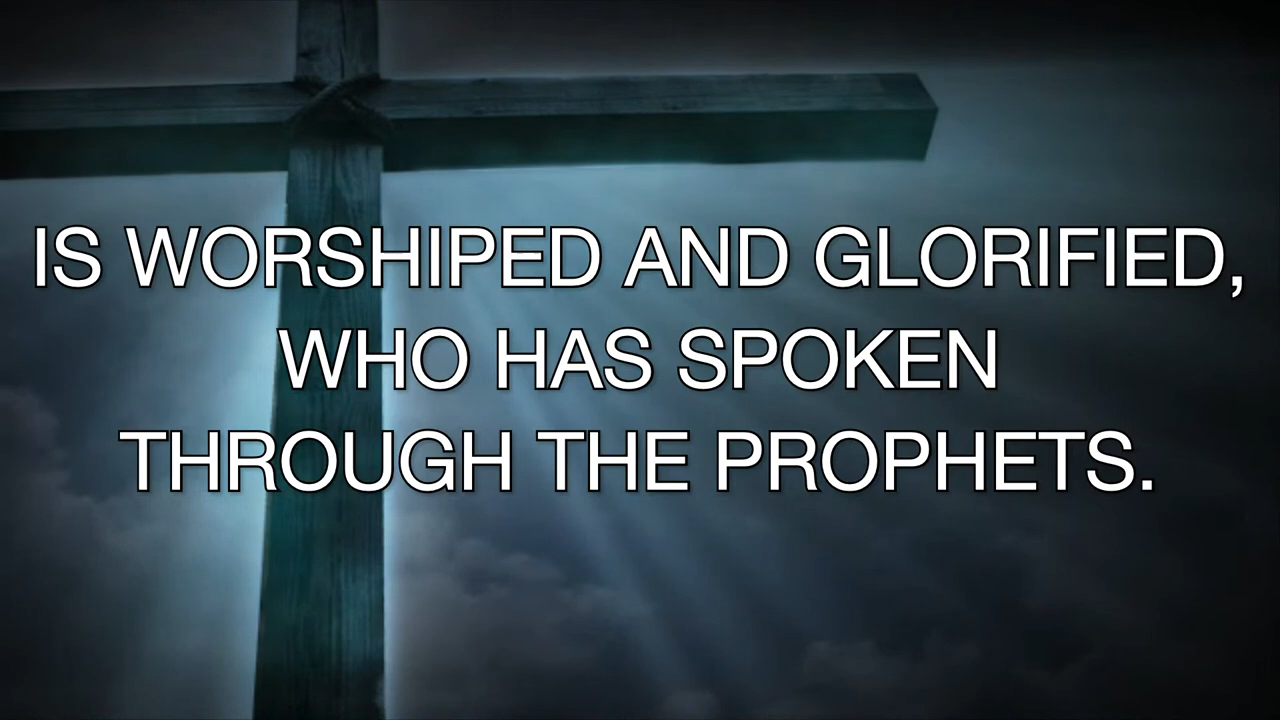 IS WORSHIPED AND GLORIFIED,
WHO HAS SPOKEN
THROUGH THE PROPHETS.